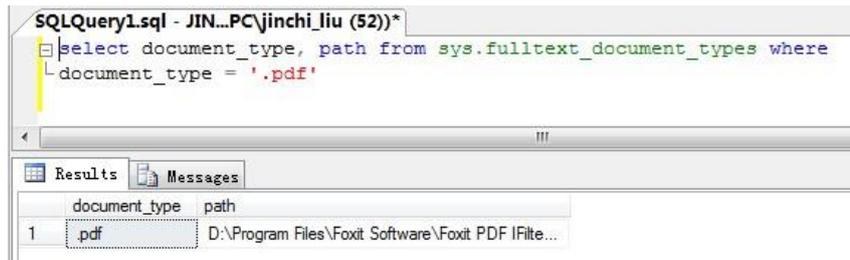 SQLQuery1.sql - JIN...PC\jinchi_liu (52))*
select document_type, path from sys.fulltext_document_types where
document_type = '.pdf'
Results Messages
document_type path
1 .pdf D:\Program Files\Foxit Software\Foxit PDF IFilte...